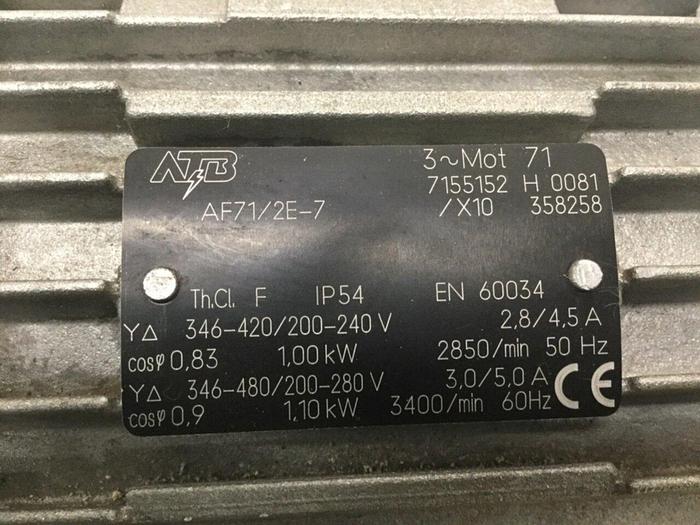 ATB
3~Mot 71
7155152 H 0081
AF71/2E-7 /X10 358258
Th.Cl. F IP54 EN 60034
Y∆ 346-420/200-240 V 2,8/4,5 A
cosφ 0,83 1,00 kW 2850/min 50 Hz
Y∆ 346-480/200-280 V 3,0/5,0 A
cosφ 0,9 1,10 kW 3400/min 60Hz
CE